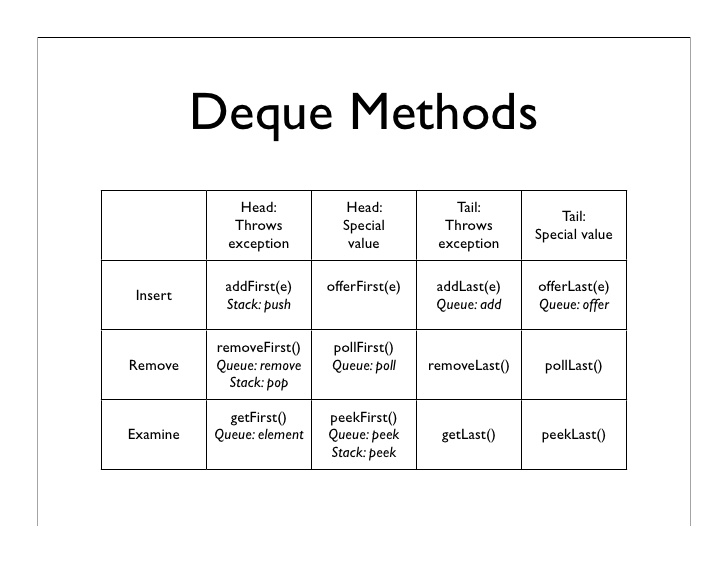 Deque Methods
Head:
Throws
exception
Head:
Special
value
Tail:
Throws
exception
Tail:
Special value
Insert
addFirst(e)
Stack: push
offerFirst(e)
addLast(e)
Queue: add
offerLast(e)
Queue: offer
Remove
removeFirst()
Queue: remove
Stack: pop
pollFirst()
Queue: poll
removeLast()
pollLast()
Examine
getFirst()
Queue: element
peekFirst()
Queue: peek
Stack: peek
getLast()
peekLast()